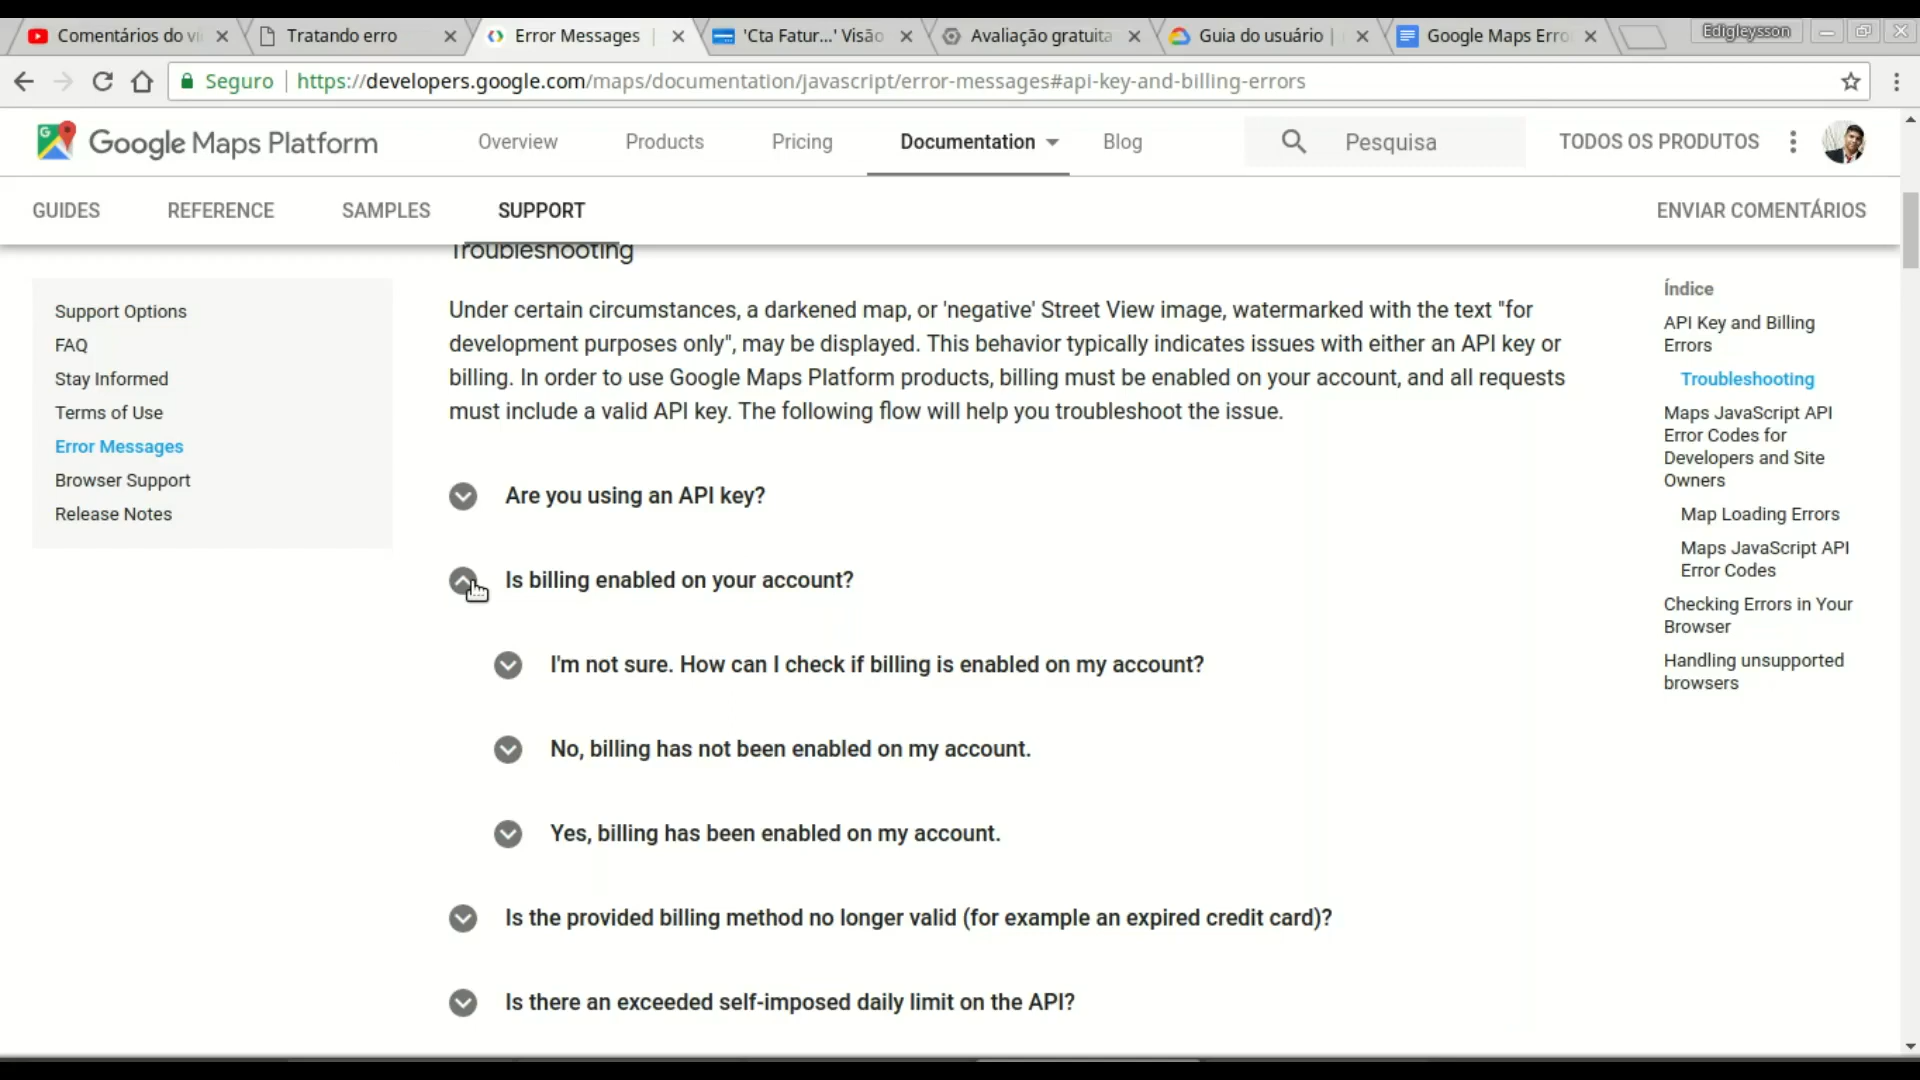 Comentários do ví
Tratando erro
Error Messages
'Cta Fatur...' Visão
Avaliação gratuita
Guia do usuário |
Google Maps Erro
Edigleysson
Seguro
https://developers.google.com/maps/documentation/javascript/error-messages#api-key-and-billing-errors
Google Maps Platform
Overview
Products
Pricing
Documentation
Blog
Pesquisa
TODOS OS PRODUTOS
GUIDES
REFERENCE
SAMPLES
SUPPORT
ENVIAR COMENTÁRIOS
Support Options
FAQ
Stay Informed
Terms of Use
Error Messages
Browser Support
Release Notes
Troubleshooting
Under certain circumstances, a darkened map, or 'negative' Street View image, watermarked with the text "for
development purposes only", may be displayed. This behavior typically indicates issues with either an API key or
billing. In order to use Google Maps Platform products, billing must be enabled on your account, and all requests
must include a valid API key. The following flow will help you troubleshoot the issue.
Are you using an API key?
Is billing enabled on your account?
I'm not sure. How can I check if billing is enabled on my account?
No, billing has not been enabled on my account.
Yes, billing has been enabled on my account.
Is the provided billing method no longer valid (for example an expired credit card)?
Is there an exceeded self-imposed daily limit on the API?
Índice
API Key and Billing
Errors
Troubleshooting
Maps JavaScript API
Error Codes for
Developers and Site
Owners
Map Loading Errors
Maps JavaScript API
Error Codes
Checking Errors in Your
Browser
Handling unsupported
browsers